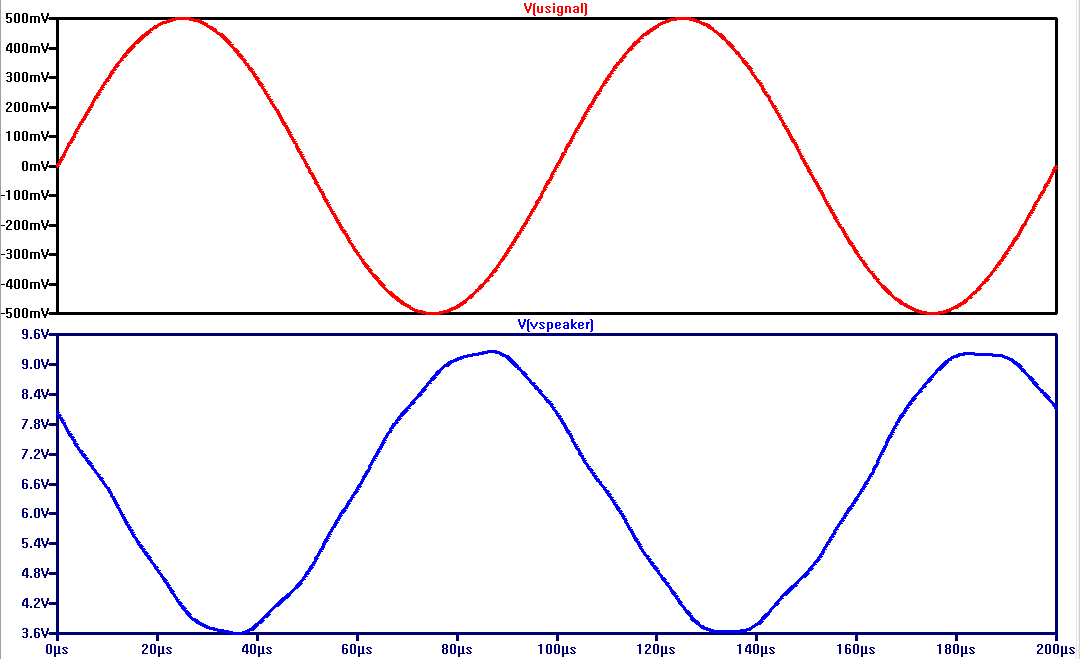 V(usignal)
500mV
400mV
300mV
200mV
100mV
0mV
-100mV
-200mV
-300mV
-400mV
-500mV
V(vspeaker)
9.6V
9.0V
8.4V
7.8V
7.2V
6.6V
6.0V
5.4V
4.8V
4.2V
3.6V
0µs 20µs 40µs 60µs 80µs 100µs 120µs 140µs 160µs 180µs 200µs